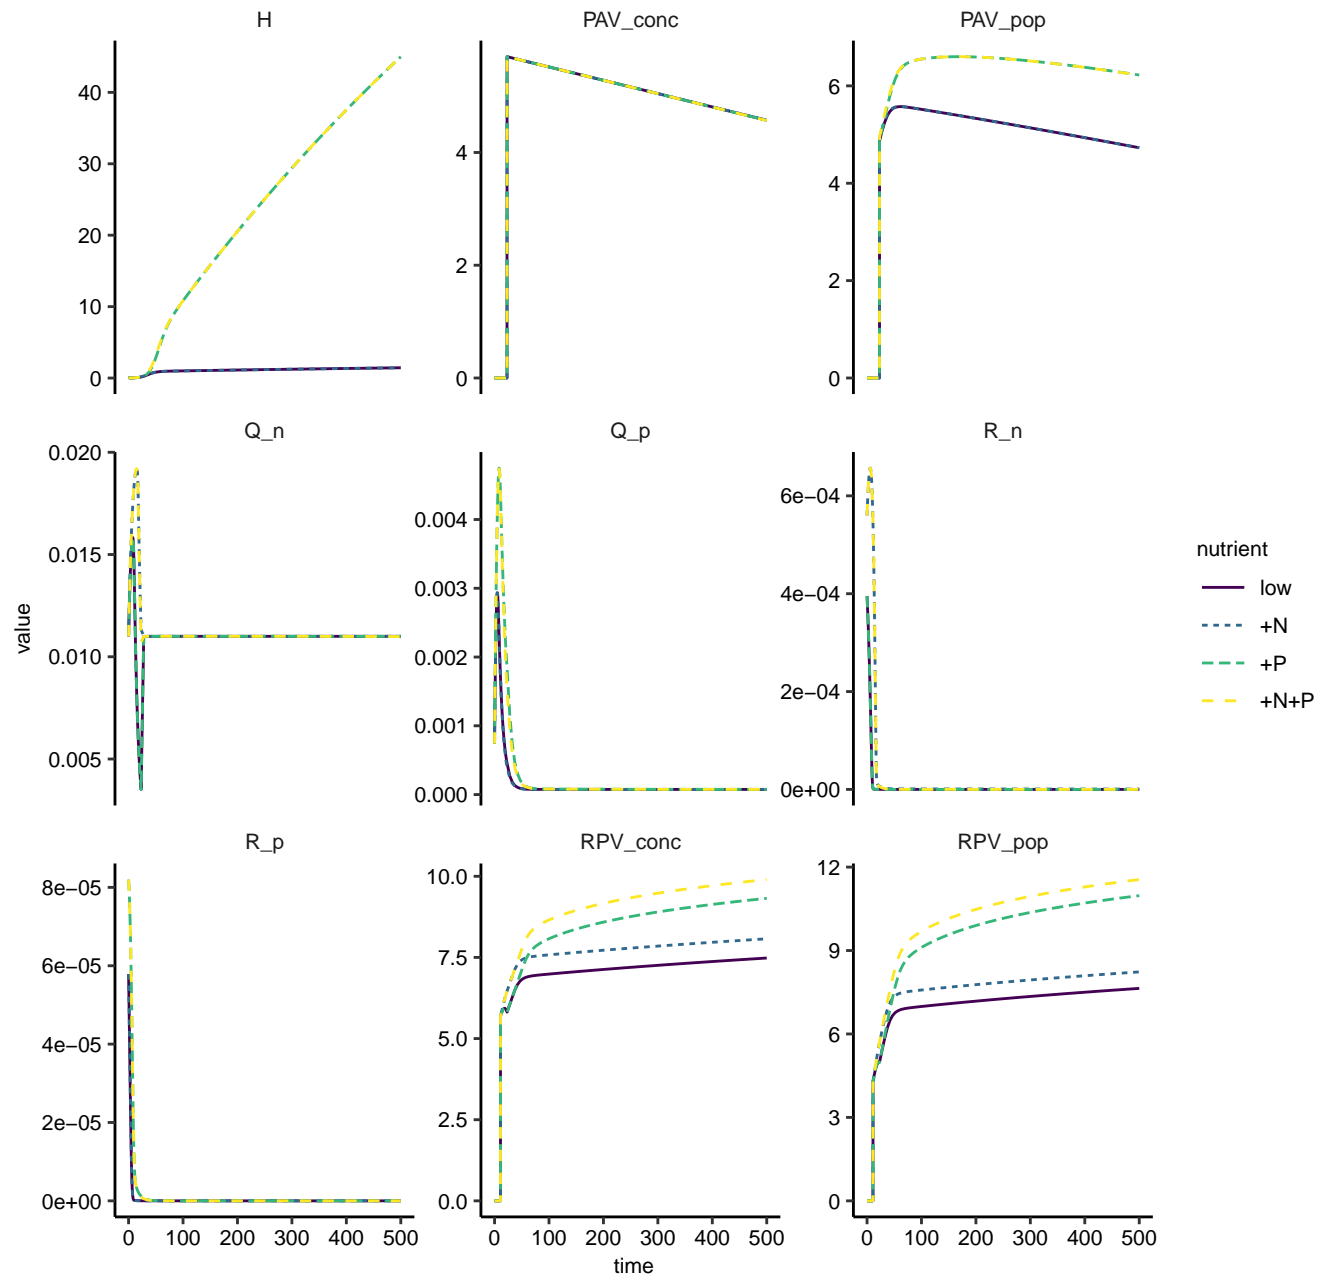 H
PAV_conc
PAV_pop
40
30
20
10
0
4
2
0
6
4
2
0
Q_n
Q_p
R_n
0.020
0.015
0.010
0.005
0.004
0.003
0.002
0.001
0.000
6e−04
4e−04
2e−04
0e+00
R_p
RPV_conc
RPV_pop
8e−05
6e−05
4e−05
2e−05
0e+00
10.0
7.5
5.0
2.5
0.0
12
9
6
3
0
0 100 200 300 400 500
0 100 200 300 400 500
0 100 200 300 400 500
time
value
nutrient
low
+N
+P
+N+P